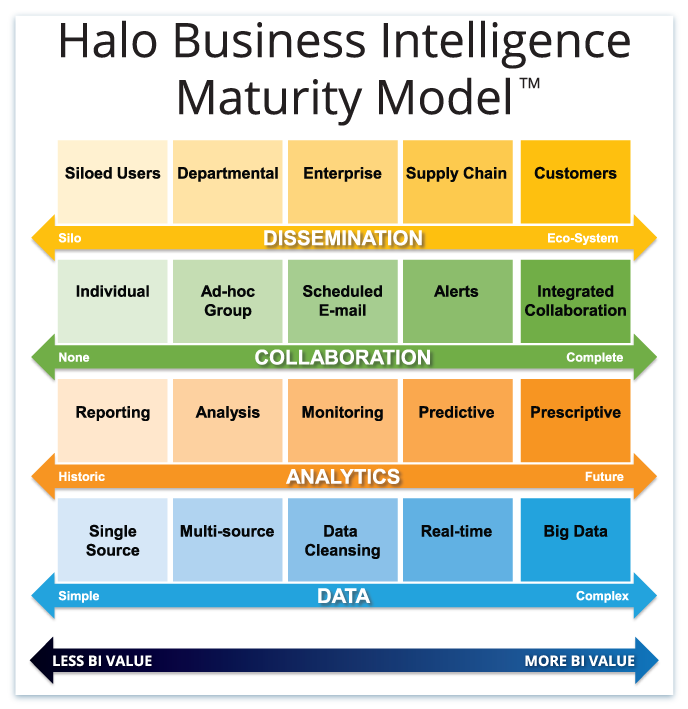 Halo Business Intelligence
Maturity Model™
Siloed Users Departmental Enterprise Supply Chain Customers
Silo DISSEMINATION Eco-System
Individual Ad-hoc Group Scheduled E-mail Alerts Integrated Collaboration
None COLLABORATION Complete
Reporting Analysis Monitoring Predictive Prescriptive
Historic ANALYTICS Future
Single Source Multi-source Data Cleansing Real-time Big Data
Simple DATA Complex
LESS BI VALUE MORE BI VALUE